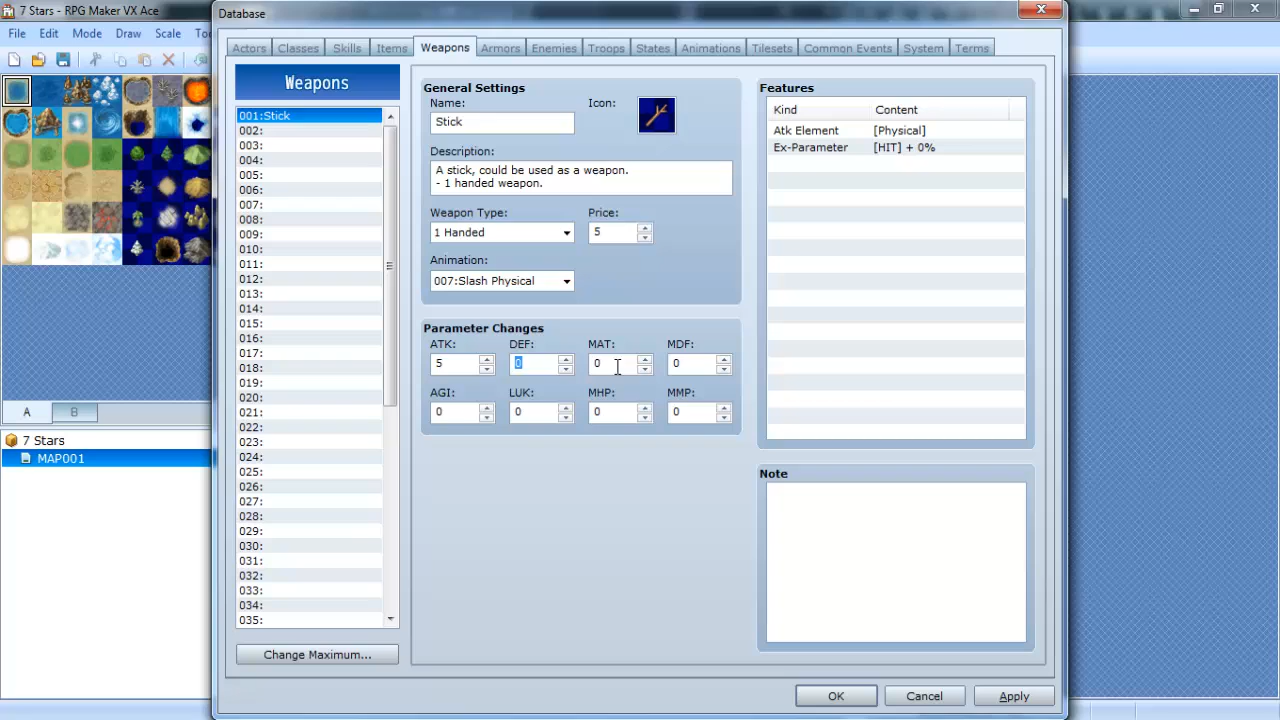 7 Stars - RPG Maker VX Ace
Database
File Edit Mode Draw Scale
Actors Classes Skills Items Weapons Armors Enemies Troops States Animations Tilesets Common Events System Terms
Weapons
001:Stick
002:
003:
004:
005:
006:
007:
008:
009:
010:
011:
012:
013:
014:
015:
016:
017:
018:
019:
020:
021:
022:
023:
024:
025:
026:
027:
028:
029:
030:
031:
032:
033:
034:
035:
Change Maximum...
General Settings
Name:
Icon:
Stick
Description:
A stick, could be used as a weapon.
- 1 handed weapon.
Weapon Type:
Price:
1 Handed
5
Animation:
007:Slash Physical
Parameter Changes
ATK: DEF: MAT: MDF:
5 0 0 0
AGI: LUK: MHP: MMP:
0 0 0 0
Features
Kind Content
Atk Element [Physical]
Ex-Parameter [HIT] + 0%
Note
A B
7 Stars
MAP001
OK Cancel Apply